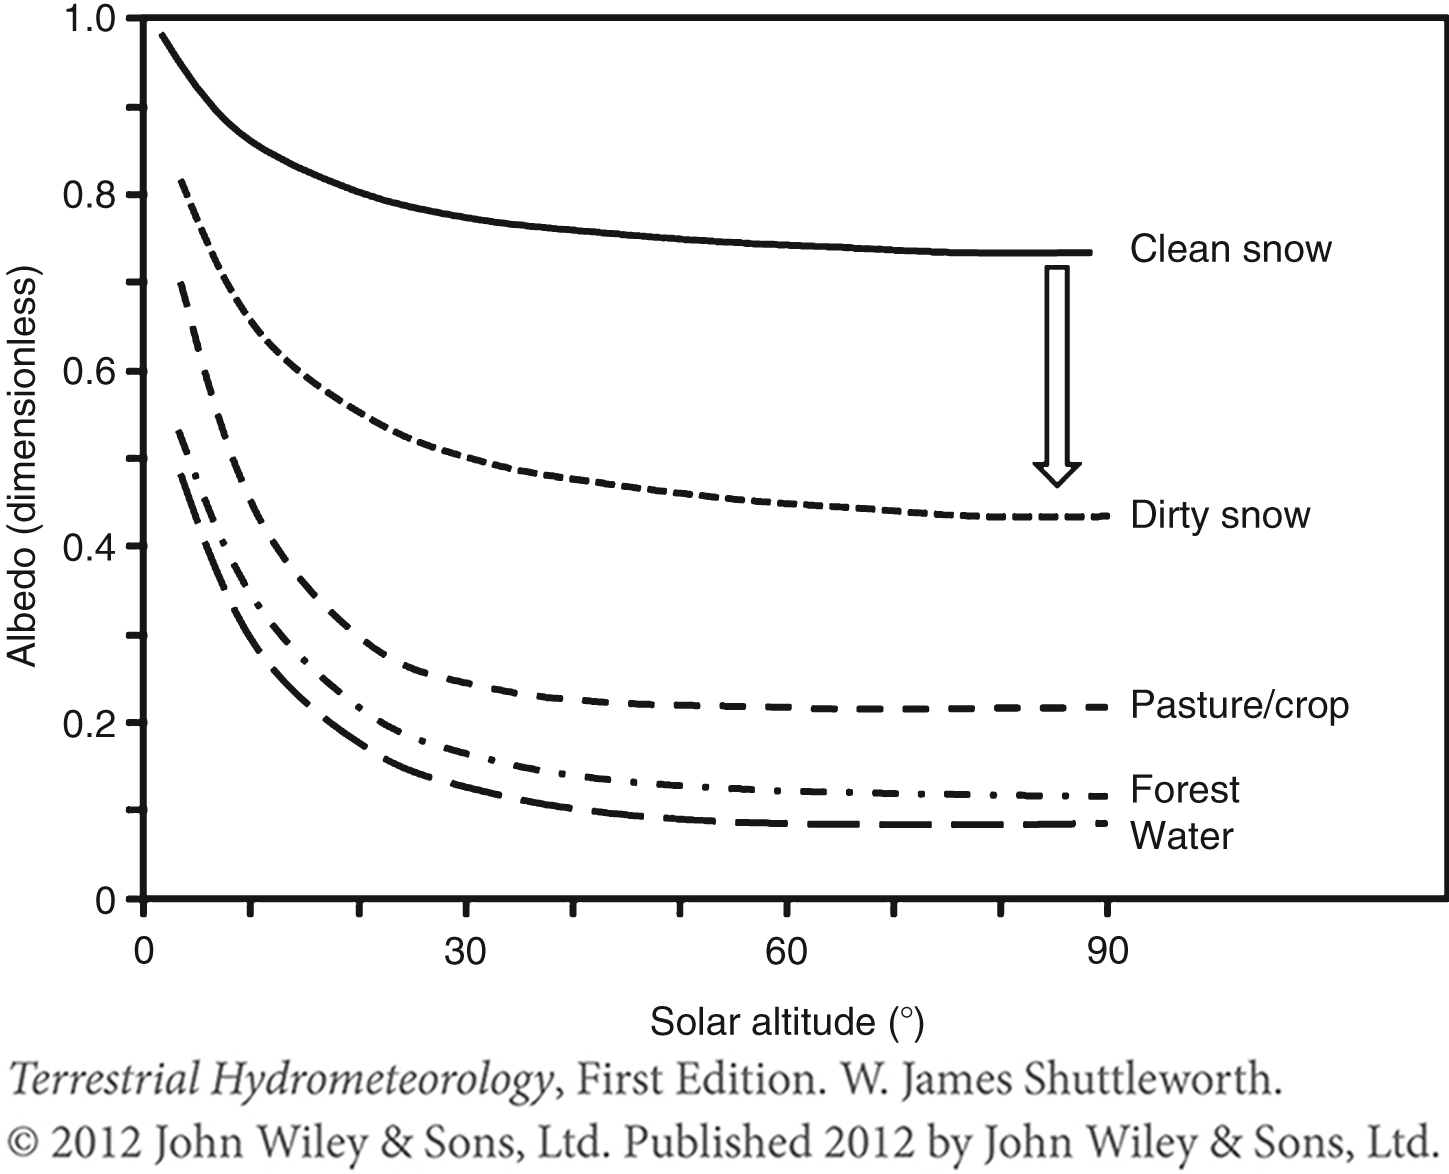 1.0
0.8
0.6
0.4
0.2
0
Albedo (dimensionless)
Clean snow
Dirty snow
Pasture/crop
Forest
Water
0 30 60 90
Solar altitude (°)
Terrestrial Hydrometeorology, First Edition. W. James Shuttleworth.
© 2012 John Wiley & Sons, Ltd. Published 2012 by John Wiley & Sons, Ltd.